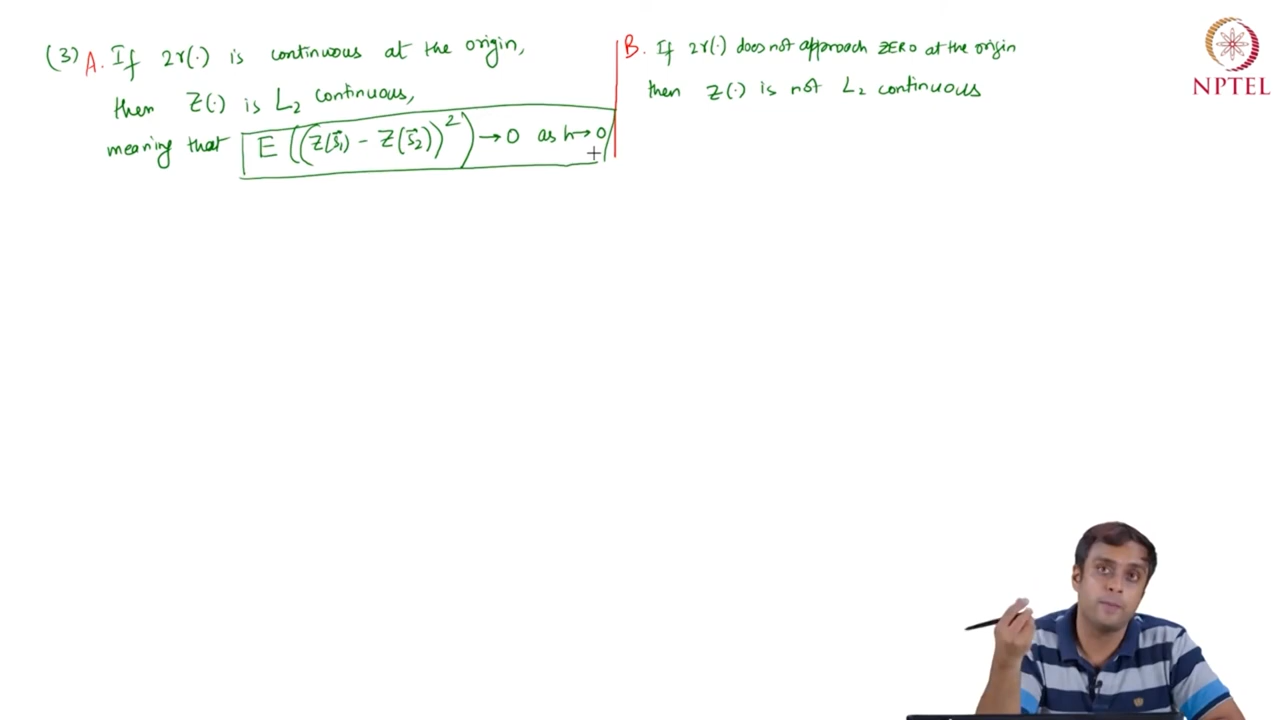 (3) A. If 2γ(·) is continuous at the origin,
then Z(·) is L₂ continuous,
meaning that E((Z(s⃗₁) - Z(s⃗₂))²) → 0 as h→0
B. If 2γ(·) does not approach ZERO at the origin
then Z(·) is not L₂ continuous
NPTEL